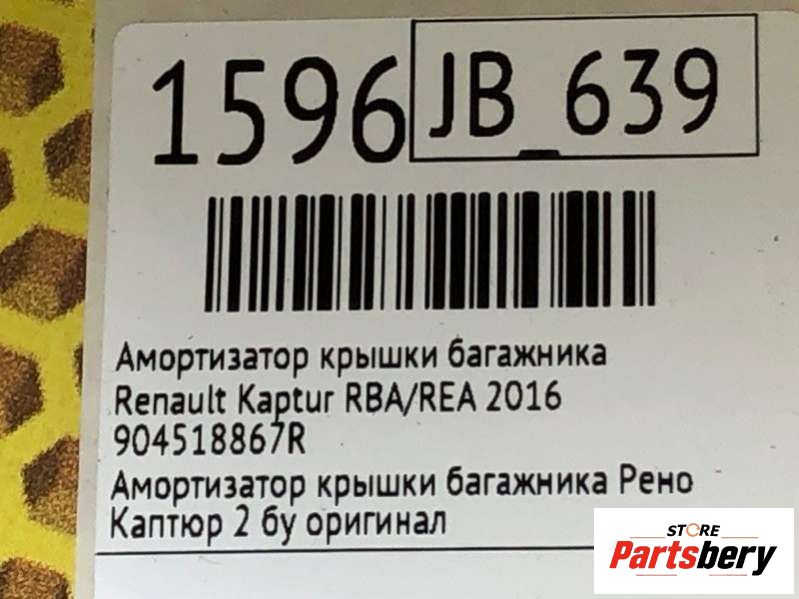 1596 JB_639
Амортизатор крышки багажника
Renault Kaptur RBA/REA 2016
904518867R
Амортизатор крышки багажника Рено
Каптюр 2 бу оригинал
STORE
Partsbery